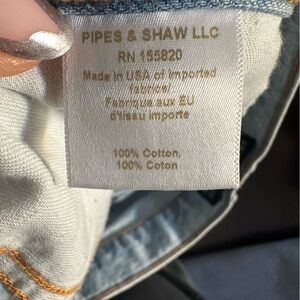 PIPES & SHAW LLC
RN 155820
Made in USA of imported
fabrics/
Fabrique aux EU
d'tissu importe
100% Cotton,
100% Coton